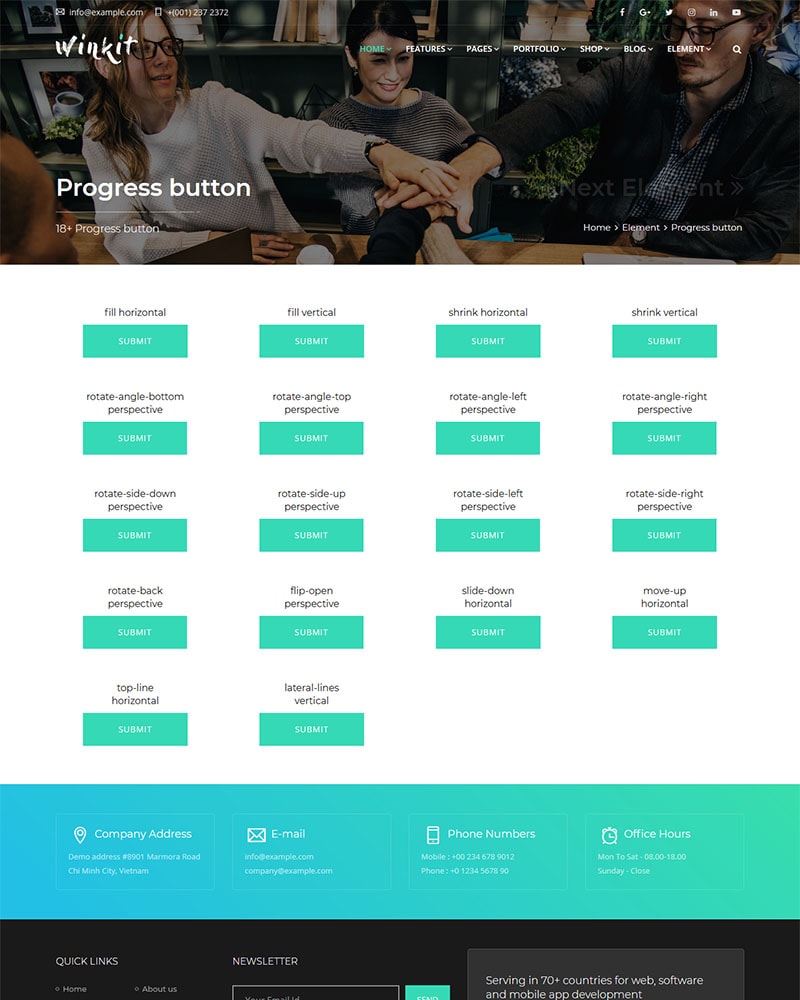 info@example.com +(001) 237 2372
winkit
HOME FEATURES PAGES PORTFOLIO SHOP BLOG ELEMENT
Progress button
Next Element »
18+ Progress button
Home > Element > Progress button
fill horizontal
SUBMIT
fill vertical
SUBMIT
shrink horizontal
SUBMIT
shrink vertical
SUBMIT
rotate-angle-bottom
perspective
SUBMIT
rotate-angle-top
perspective
SUBMIT
rotate-angle-left
perspective
SUBMIT
rotate-angle-right
perspective
SUBMIT
rotate-side-down
perspective
SUBMIT
rotate-side-up
perspective
SUBMIT
rotate-side-left
perspective
SUBMIT
rotate-side-right
perspective
SUBMIT
rotate-back
perspective
SUBMIT
flip-open
perspective
SUBMIT
slide-down
horizontal
SUBMIT
move-up
horizontal
SUBMIT
top-line
horizontal
SUBMIT
lateral-lines
vertical
SUBMIT
Company Address
Demo address #8901 Marmora Road
Chi Minh City, Vietnam
E-mail
info@example.com
company@example.com
Phone Numbers
Mobile : +00 234 678 9012
Phone : +0 1234 5678 90
Office Hours
Mon To Sat - 08.00-18.00
Sunday - Close
QUICK LINKS
Home
About us
NEWSLETTER
Your Email Id
SEND
Serving in 70+ countries for web, software
and mobile app development